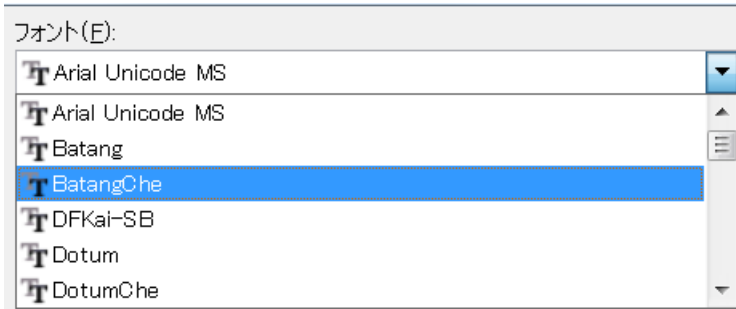 フォント(F):
Arial Unicode MS
Arial Unicode MS
Batang
BatangChe
DFKai-SB
Dotum
DotumChe